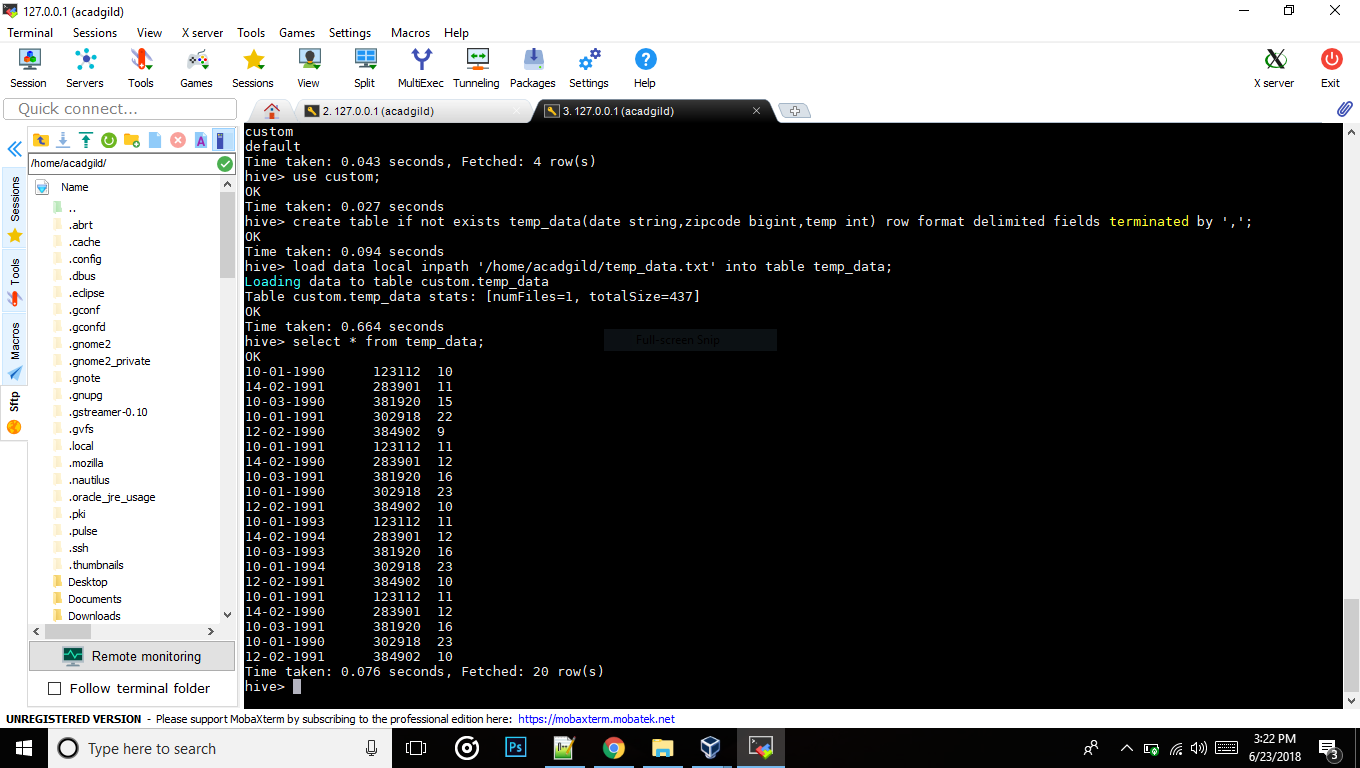 127.0.0.1 (acadgild)
Terminal Sessions View X server Tools Games Settings Macros Help
Session Servers Tools Games Sessions View Split MultiExec Tunneling Packages Settings Help X server Exit
Quick connect...
2. 127.0.0.1 (acadgild)
3. 127.0.0.1 (acadgild)
/home/acadgild/
Name
..
.abrt
.cache
.config
.dbus
.eclipse
.gconf
.gconfd
.gnome2
.gnome2_private
.gnote
.gnupg
.gstreamer-0.10
.gvfs
.local
.mozilla
.nautilus
.oracle_jre_usage
.pki
.pulse
.ssh
.thumbnails
Desktop
Documents
Downloads
Sessions
Tools
Macros
Sftp
Remote monitoring
Follow terminal folder
custom
default
Time taken: 0.043 seconds, Fetched: 4 row(s)
hive> use custom;
OK
Time taken: 0.027 seconds
hive> create table if not exists temp_data(date string,zipcode bigint,temp int) row format delimited fields terminated by ',';
OK
Time taken: 0.094 seconds
hive> load data local inpath '/home/acadgild/temp_data.txt' into table temp_data;
Loading data to table custom.temp_data
Table custom.temp_data stats: [numFiles=1, totalSize=437]
OK
Time taken: 0.664 seconds
hive> select * from temp_data;
Full-screen Snip
OK
10-01-1990 123112 10
14-02-1991 283901 11
10-03-1990 381920 15
10-01-1991 302918 22
12-02-1990 384902 9
10-01-1991 123112 11
14-02-1990 283901 12
10-03-1991 381920 16
10-01-1990 302918 23
12-02-1991 384902 10
10-01-1993 123112 11
14-02-1994 283901 12
10-03-1993 381920 16
10-01-1994 302918 23
12-02-1991 384902 10
10-01-1991 123112 11
14-02-1990 283901 12
10-03-1991 381920 16
10-01-1990 302918 23
12-02-1991 384902 10
Time taken: 0.076 seconds, Fetched: 20 row(s)
hive>
UNREGISTERED VERSION - Please support MobaXterm by subscribing to the professional edition here: https://mobaxterm.mobatek.net
Type here to search
Ps
3:22 PM
6/23/2018
3